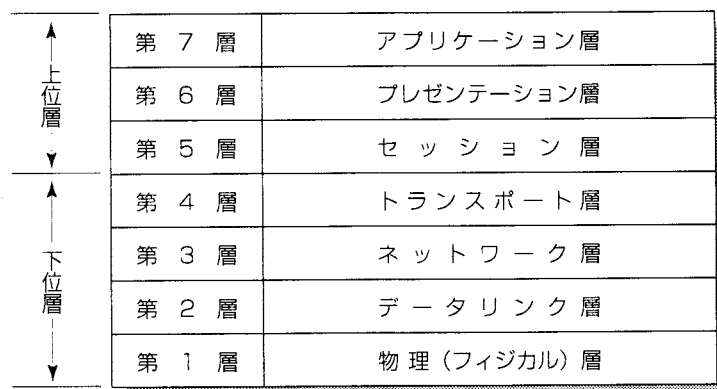 上位層
第 7 層 アプリケーション層
第 6 層 プレゼンテーション層
第 5 層 セッション層
下位層
第 4 層 トランスポート層
第 3 層 ネットワーク層
第 2 層 データリンク層
第 1 層 物理（フィジカル）層